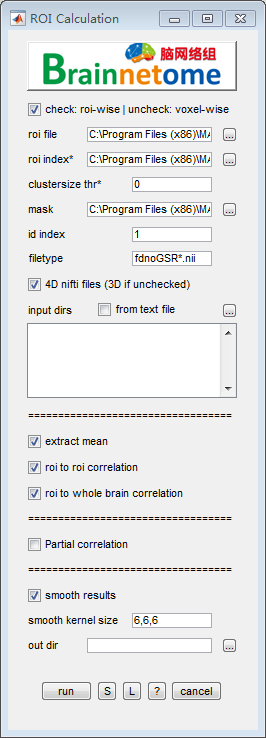 ROI Calculation
脑网络组
Brainnetome
check: roi-wise | uncheck: voxel-wise
roi file C:\Program Files (x86)\MA ...
roi index* C:\Program Files (x86)\MA ...
clustersize thr* 0
mask C:\Program Files (x86)\MA ...
id index 1
filetype fdnoGSR*.nii
4D nifti files (3D if unchecked)
input dirs from text file ...
==================================
extract mean
roi to roi correlation
roi to whole brain correlation
==================================
Partial correlation
==================================
smooth results
smooth kernel size 6,6,6
out dir ...
run S L ? cancel